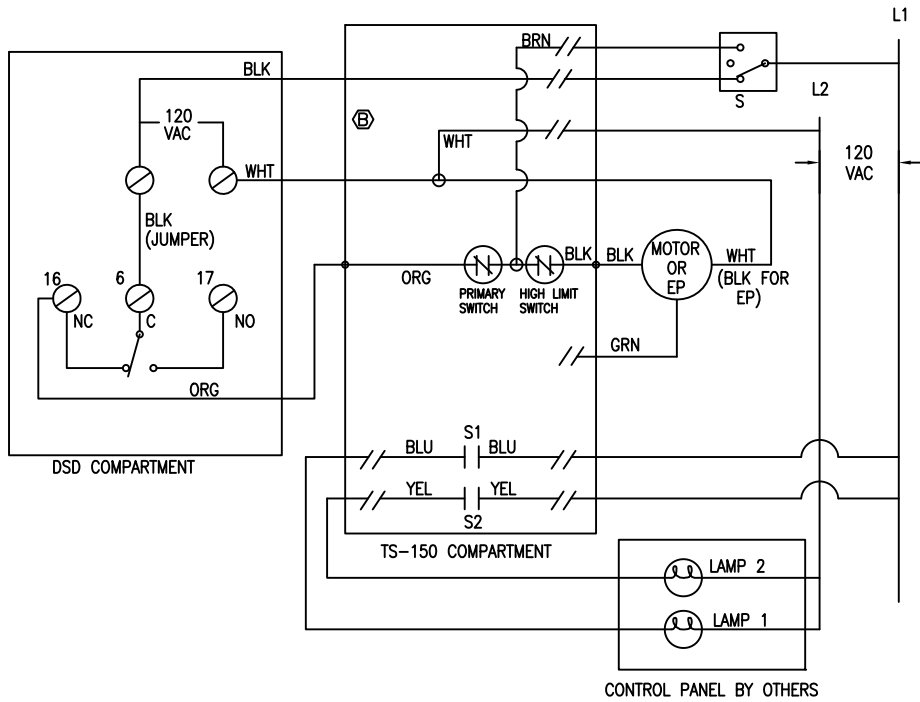 L1
BRN
BLK
S
L2
120
VAC
B
WHT
120
VAC
WHT
BLK
(JUMPER)
16
6
17
NC
C
NO
ORG
ORG
PRIMARY
SWITCH
HIGH LIMIT
SWITCH
BLK
BLK
MOTOR
OR
EP
WHT
(BLK FOR
EP)
GRN
S1
BLU
BLU
YEL
YEL
S2
DSD COMPARTMENT
TS-150 COMPARTMENT
LAMP 2
LAMP 1
CONTROL PANEL BY OTHERS